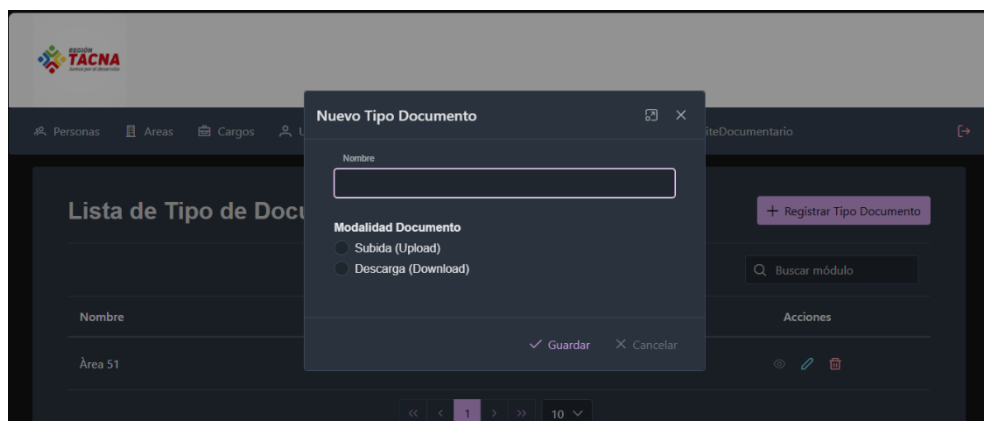 REGIÓN
TACNA
Personas
Areas
Cargos
U
iteDocumentario
Nuevo Tipo Documento
Nombre
Modalidad Documento
Subida (Upload)
Descarga (Download)
Guardar
Cancelar
Lista de Tipo de Docu
+ Registrar Tipo Documento
Buscar módulo
Nombre
Acciones
Àrea 51
« < 1 > » 10